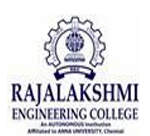 RAJALAKSHMI
ENGINEERING COLLEGE
An AUTONOMOUS Institution
Affiliated to ANNA UNIVERSITY, Chennai